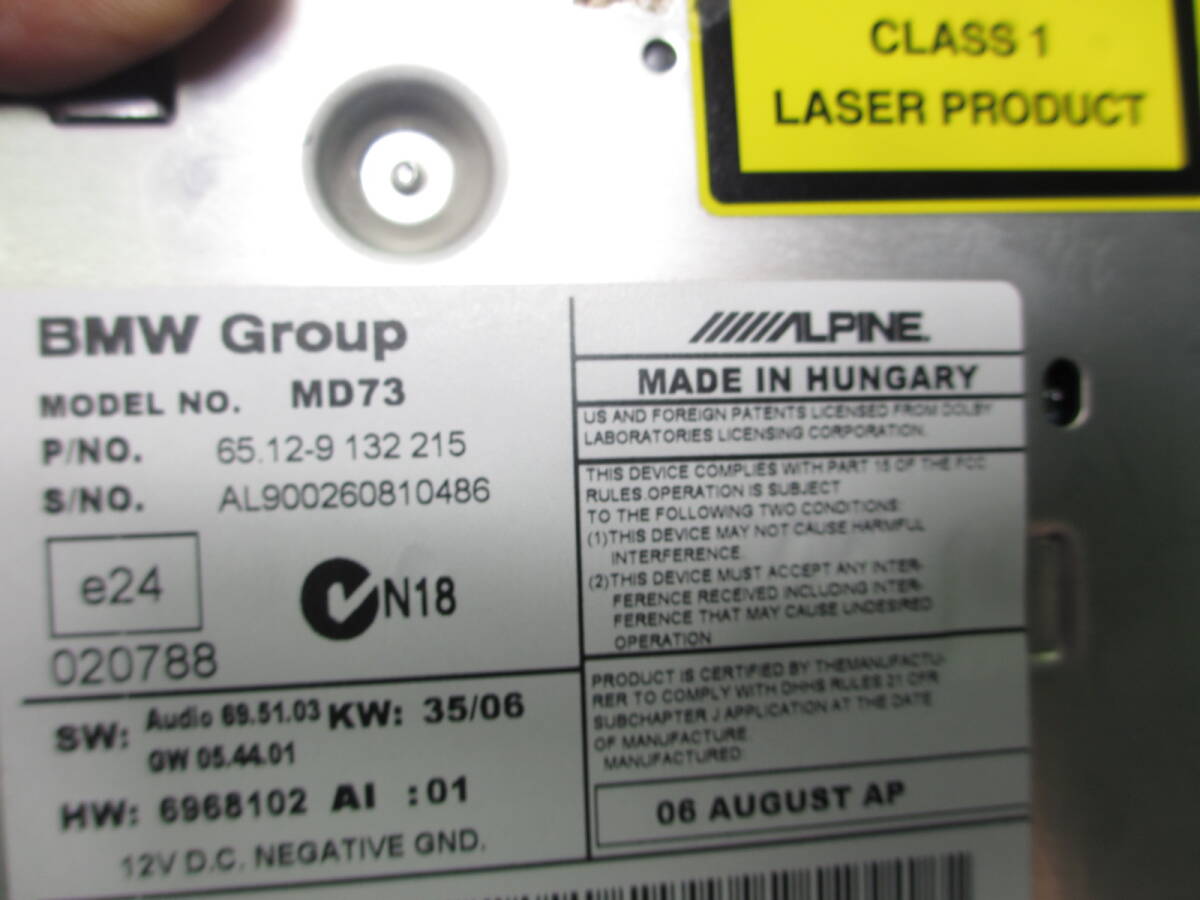 CLASS 1
LASER PRODUCT
BMW Group
MODEL NO. MD73
P/NO. 65.12-9 132 215
S/NO. AL900260810486
e24
020788
N18
SW: Audio 69.51.03 KW: 35/06
GW 05.44.01
HW: 6968102 AI :01
12V D.C. NEGATIVE GND.
ALPINE
MADE IN HUNGARY
US AND FOREIGN PATENTS LICENSED FROM DOLBY
LABORATORIES LICENSING CORPORATION.
THIS DEVICE COMPLIES WITH PART 15 OF THE FCC
RULES.OPERATION IS SUBJECT
TO THE FOLLOWING TWO CONDITIONS:
(1)THIS DEVICE MAY NOT CAUSE HARMFUL
INTERFERENCE.
(2)THIS DEVICE MUST ACCEPT ANY INTER-
FERENCE RECEIVED INCLUDING INTER-
FERENCE THAT MAY CAUSE UNDESIRED
OPERATION
PRODUCT IS CERTIFIED BY THEMANUFACTU-
RER TO COMPLY WITH DHHS RULES 21 CFR
SUBCHAPTER J APPLICATION AT THE DATE
OF MANUFACTURE
MANUFACTURED:
06 AUGUST AP